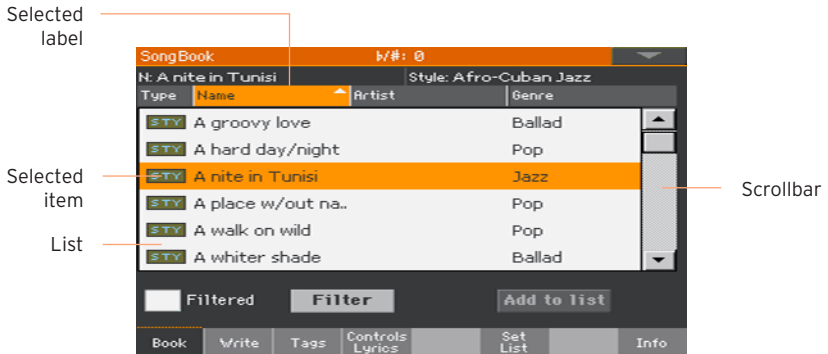 Selected
label
SongBook ♭/#: 0
N: A nite in Tunisi Style: Afro-Cuban Jazz
Type Name Artist Genre
STY A groovy love Ballad
STY A hard day/night Pop
Selected
item
STY A nite in Tunisi Jazz
Scrollbar
STY A place w/out na.. Pop
List
STY A walk on wild Pop
STY A whiter shade Ballad
Filtered Filter Add to list
Book Write Tags Controls Lyrics Set List Info